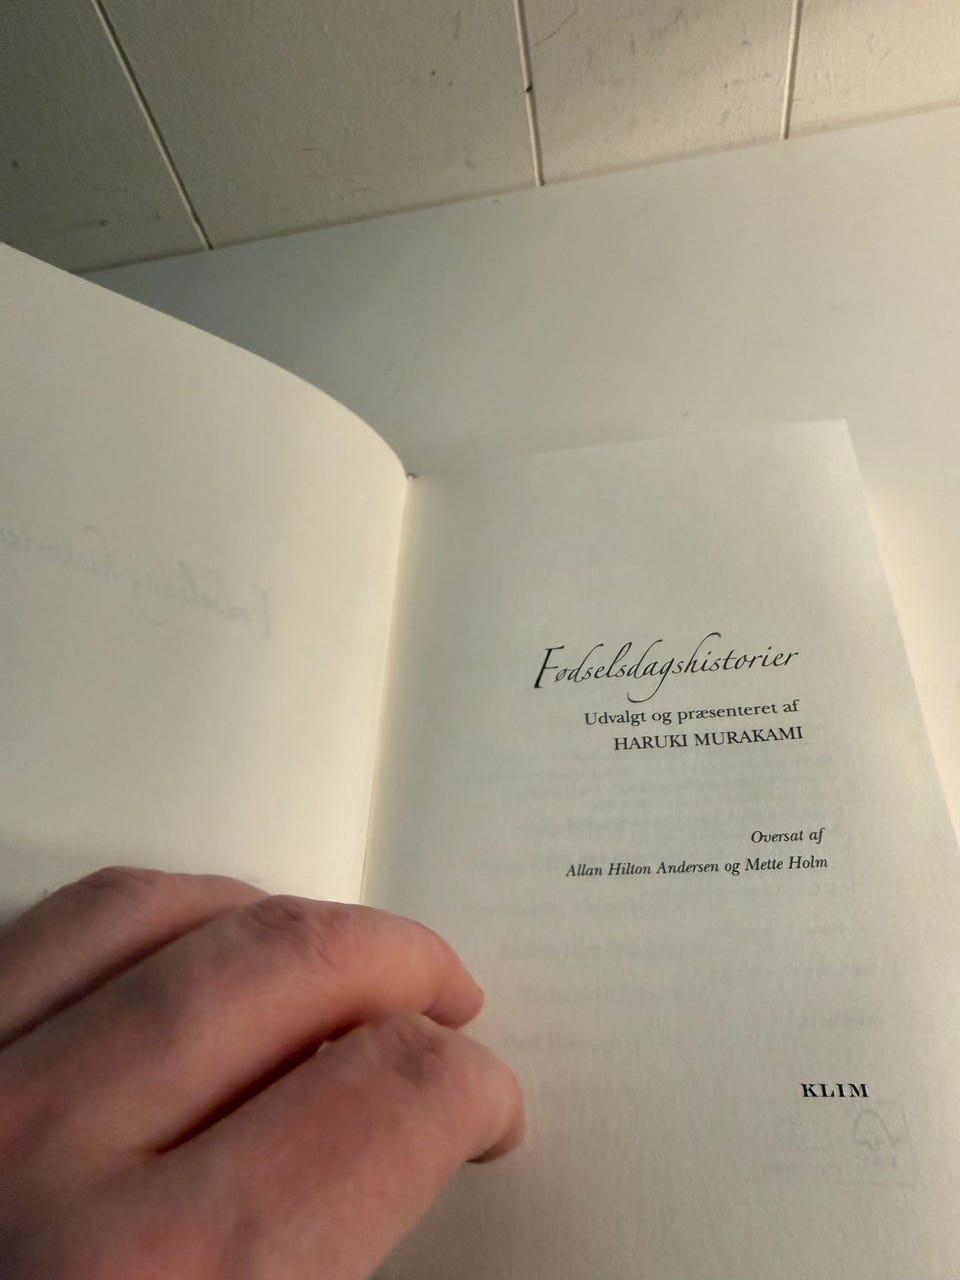 Fødselsdagshistorier
Udvalgt og præsenteret af
HARUKI MURAKAMI
Oversat af
Allan Hilton Andersen og Mette Holm
KLIM